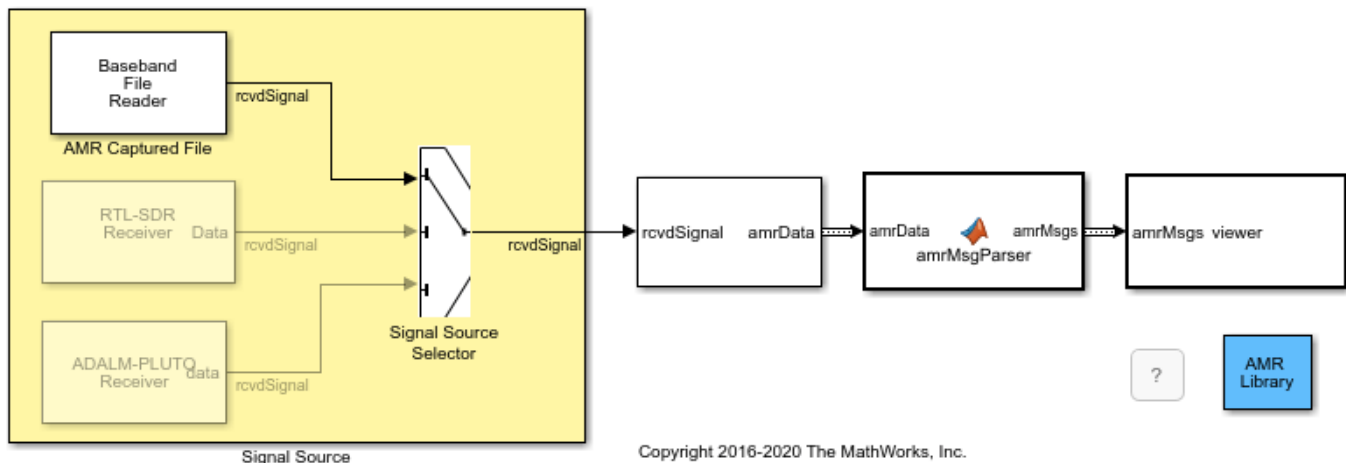 Baseband
File
Reader
rcvdSignal
AMR Captured File
RTL-SDR
Receiver
Data
rcvdSignal
ADALM-PLUTO
Receiver
data
rcvdSignal
Signal Source
Selector
rcvdSignal
Signal Source
rcvdSignal amrData
amrData amrMsgs
amrMsgParser
amrMsgs viewer
?
AMR
Library
Copyright 2016-2020 The MathWorks, Inc.